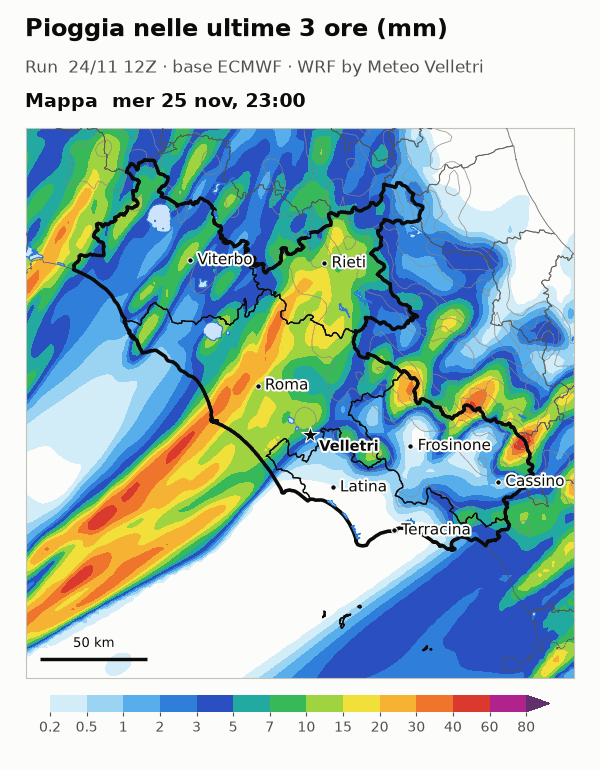 Pioggia nelle ultime 3 ore (mm)
Run  24/11 12Z · base ECMWF · WRF by Meteo Velletri
Mappa  mer 25 nov, 23:00
Viterbo
Rieti
Roma
Velletri
Frosinone
Latina
Cassino
Terracina
50 km
0.2 0.5 1 2 3 5 7 10 15 20 30 40 60 80